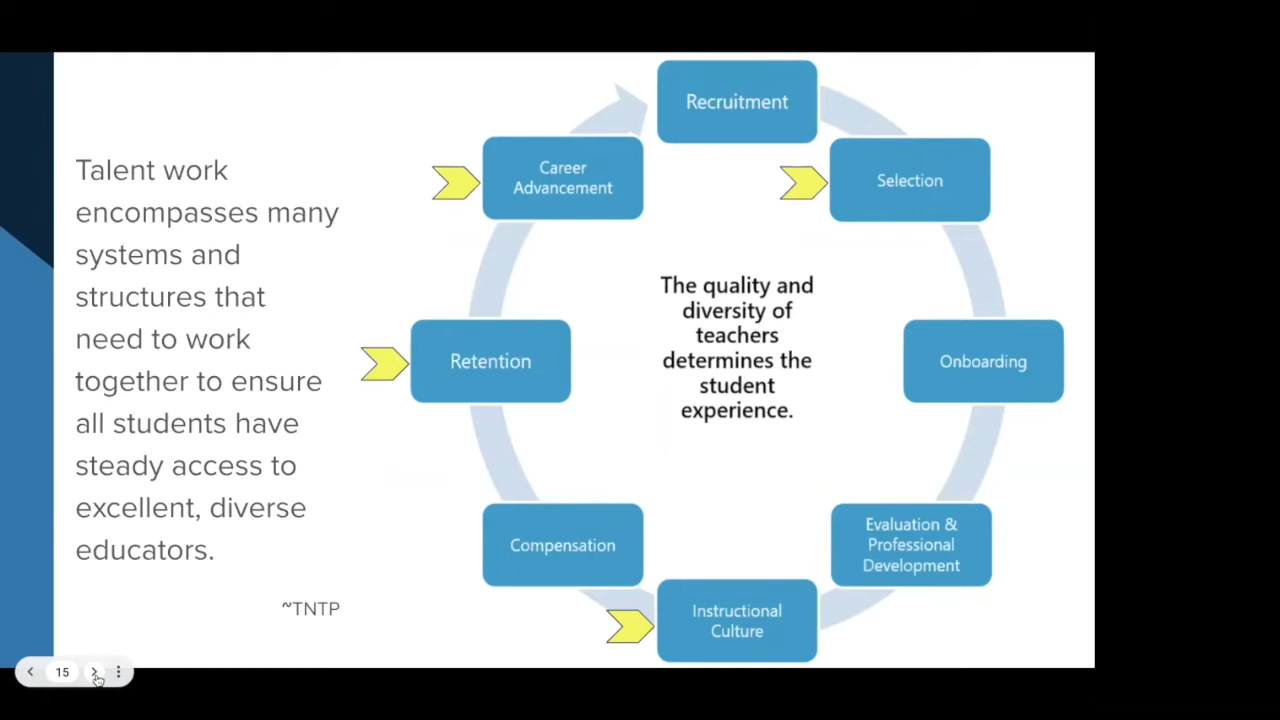 Talent work
encompasses many
systems and
structures that
need to work
together to ensure
all students have
steady access to
excellent, diverse
educators.
~TNTP
Recruitment
Selection
Onboarding
Evaluation &
Professional
Development
Instructional
Culture
Compensation
Retention
Career
Advancement
The quality and
diversity of
teachers
determines the
student
experience.
15